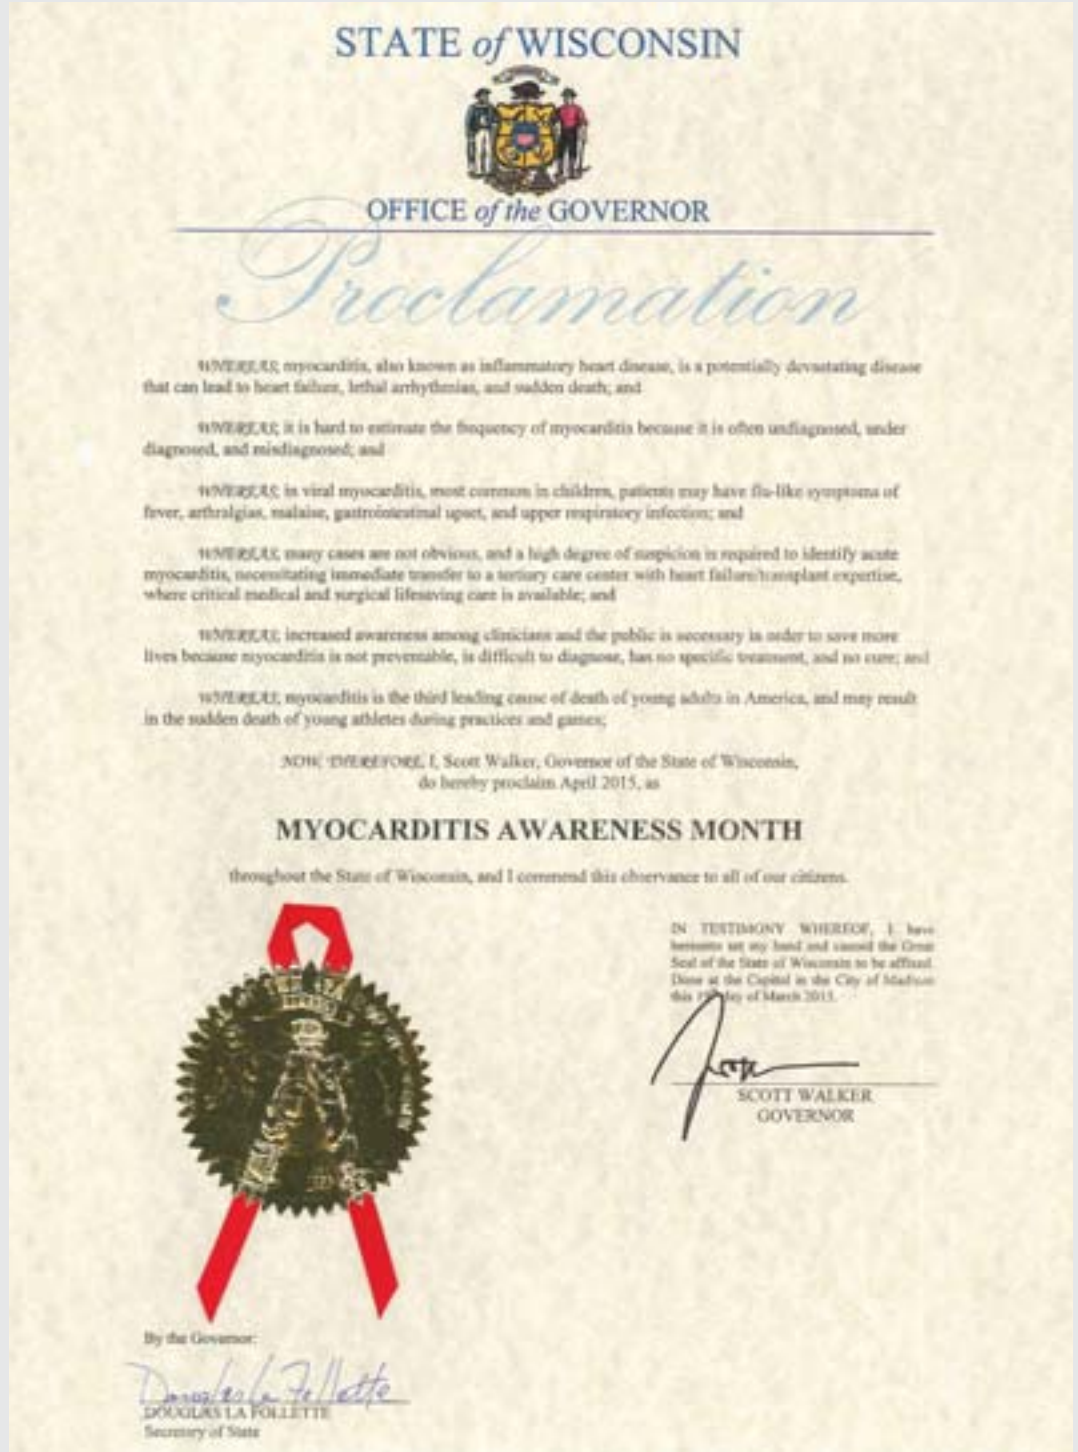 STATE of WISCONSIN
OFFICE of the GOVERNOR
Proclamation
WHEREAS, myocarditis, also known as inflammatory heart disease, is a potentially devastating disease
that can lead to heart failure, lethal arrhythmias, and sudden death; and
WHEREAS, it is hard to estimate the frequency of myocarditis because it is often undiagnosed, under
diagnosed, and misdiagnosed; and
WHEREAS, in viral myocarditis, most common in children, patients may have flu-like symptoms of
fever, arthralgias, malaise, gastrointestinal upset, and upper respiratory infection; and
WHEREAS, many cases are not obvious, and a high degree of suspicion is required to identify acute
myocarditis, necessitating immediate transfer to a tertiary care center with heart failure/transplant expertise,
where critical medical and surgical lifesaving care is available; and
WHEREAS, increased awareness among clinicians and the public is necessary in order to save more
lives because myocarditis is not preventable, is difficult to diagnose, has no specific treatment, and no cure; and
WHEREAS, myocarditis is the third leading cause of death of young adults in America, and may result
in the sudden death of young athletes during practices and games;
NOW, THEREFORE, I, Scott Walker, Governor of the State of Wisconsin,
do hereby proclaim April 2015, as
MYOCARDITIS AWARENESS MONTH
throughout the State of Wisconsin, and I commend this observance to all of our citizens.
IN TESTIMONY WHEREOF, I have
hereunto set my hand and caused the Great
Seal of the State of Wisconsin to be affixed.
Done at the Capitol in the City of Madison
this day of March 2015.
SCOTT WALKER
GOVERNOR
By the Governor:
Douglas La Follette
DOUGLAS LA FOLLETTE
Secretary of State